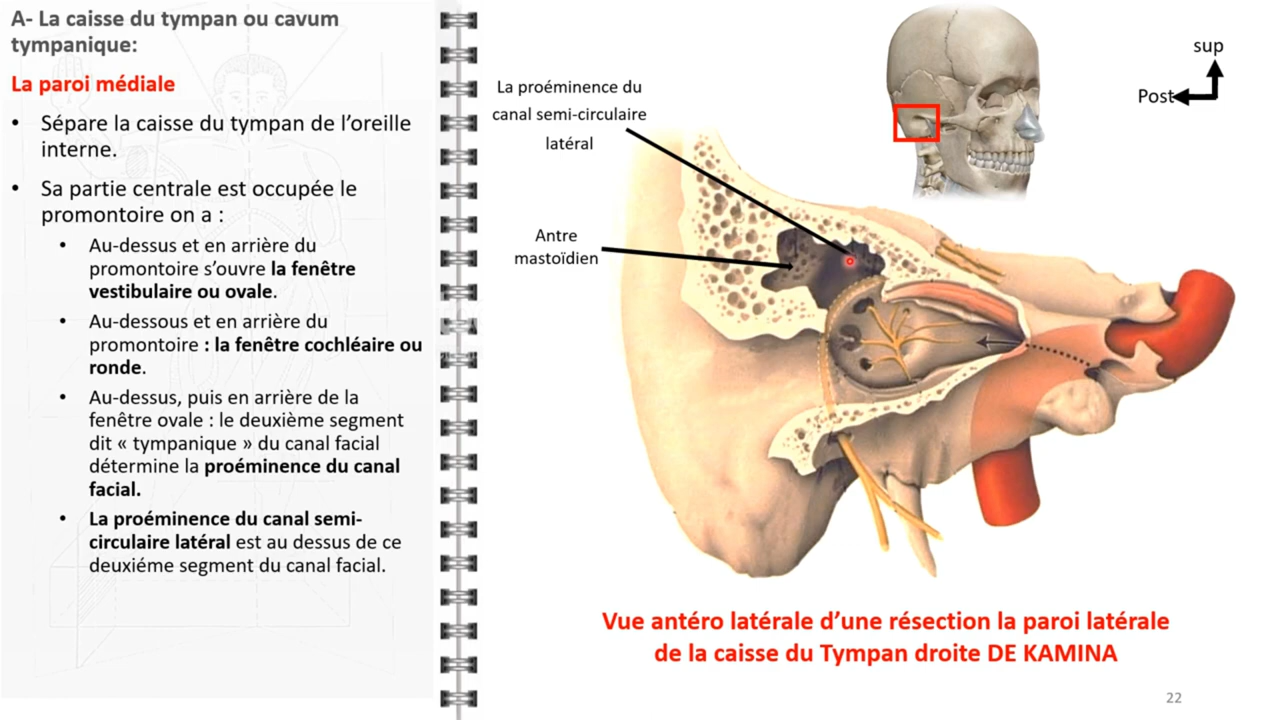 A- La caisse du tympan ou cavum
tympanique:
La paroi médiale
• Sépare la caisse du tympan de l'oreille
interne.
• Sa partie centrale est occupée le
promontoire on a :
• Au-dessus et en arrière du
promontoire s'ouvre la fenêtre
vestibulaire ou ovale.
• Au-dessous et en arrière du
promontoire : la fenêtre cochléaire ou
ronde.
• Au-dessus, puis en arrière de la
fenêtre ovale : le deuxième segment
dit « tympanique » du canal facial
détermine la proéminence du canal
facial.
• La proéminence du canal semi-
circulaire latéral est au dessus de ce
deuxiéme segment du canal facial.
La proéminence du
canal semi-circulaire
latéral
Antre
mastoïdien
sup
Post
Vue antéro latérale d'une résection la paroi latérale
de la caisse du Tympan droite DE KAMINA
22